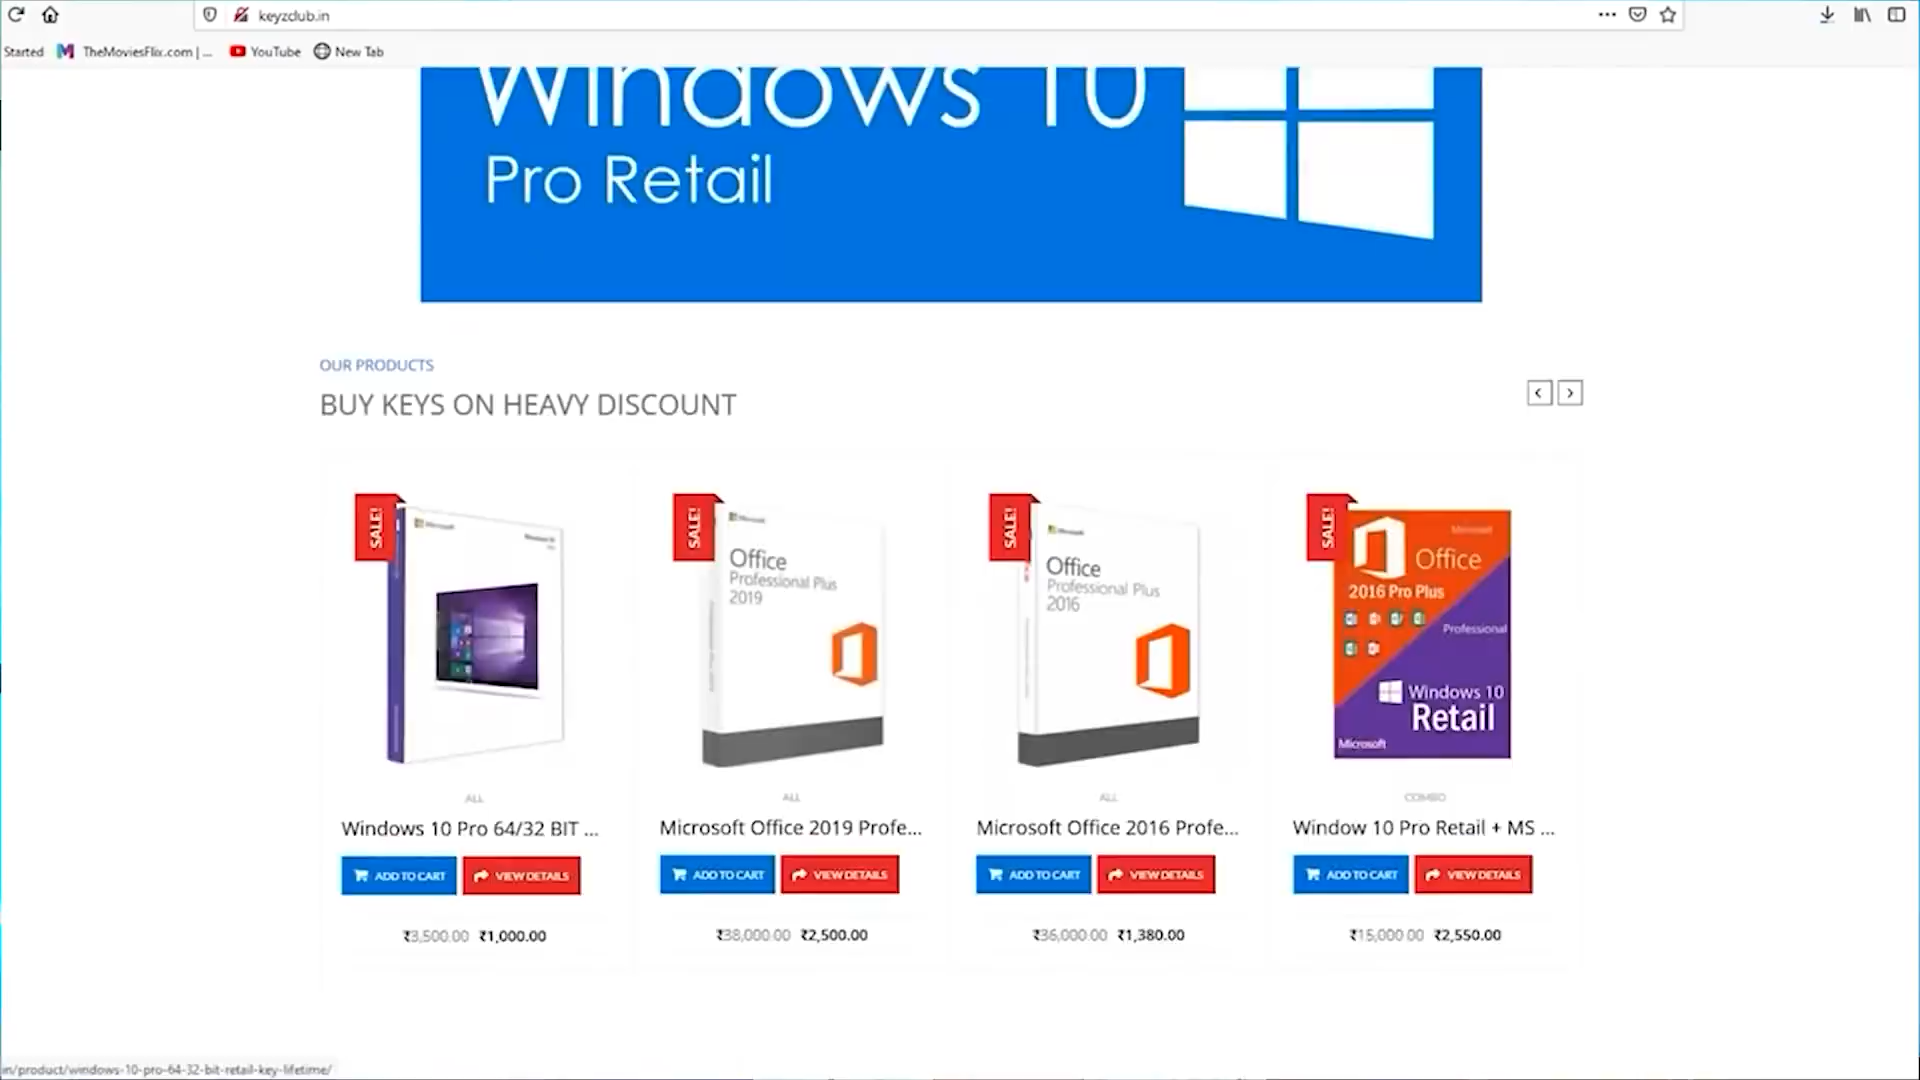 keyzclub.in
Started TheMoviesFlix.com | ... YouTube New Tab
Windows 10
Pro Retail
OUR PRODUCTS
BUY KEYS ON HEAVY DISCOUNT
SALE! SALE! SALE! SALE!
Microsoft
Microsoft
Office
Professional Plus
2019
Microsoft
Office
Professional Plus
2016
Microsoft
Office
2016 Pro Plus
Professional
Windows 10
Retail
Microsoft
ALL ALL ALL COMBO
Windows 10 Pro 64/32 BIT ... Microsoft Office 2019 Profe... Microsoft Office 2016 Profe... Window 10 Pro Retail + MS ...
ADD TO CART VIEW DETAILS ADD TO CART VIEW DETAILS ADD TO CART VIEW DETAILS ADD TO CART VIEW DETAILS
₹3,500.00 ₹1,000.00 ₹38,000.00 ₹2,500.00 ₹36,000.00 ₹1,380.00 ₹15,000.00 ₹2,550.00
in/product/windows-10-pro-64-32-bit-retail-key-lifetime/